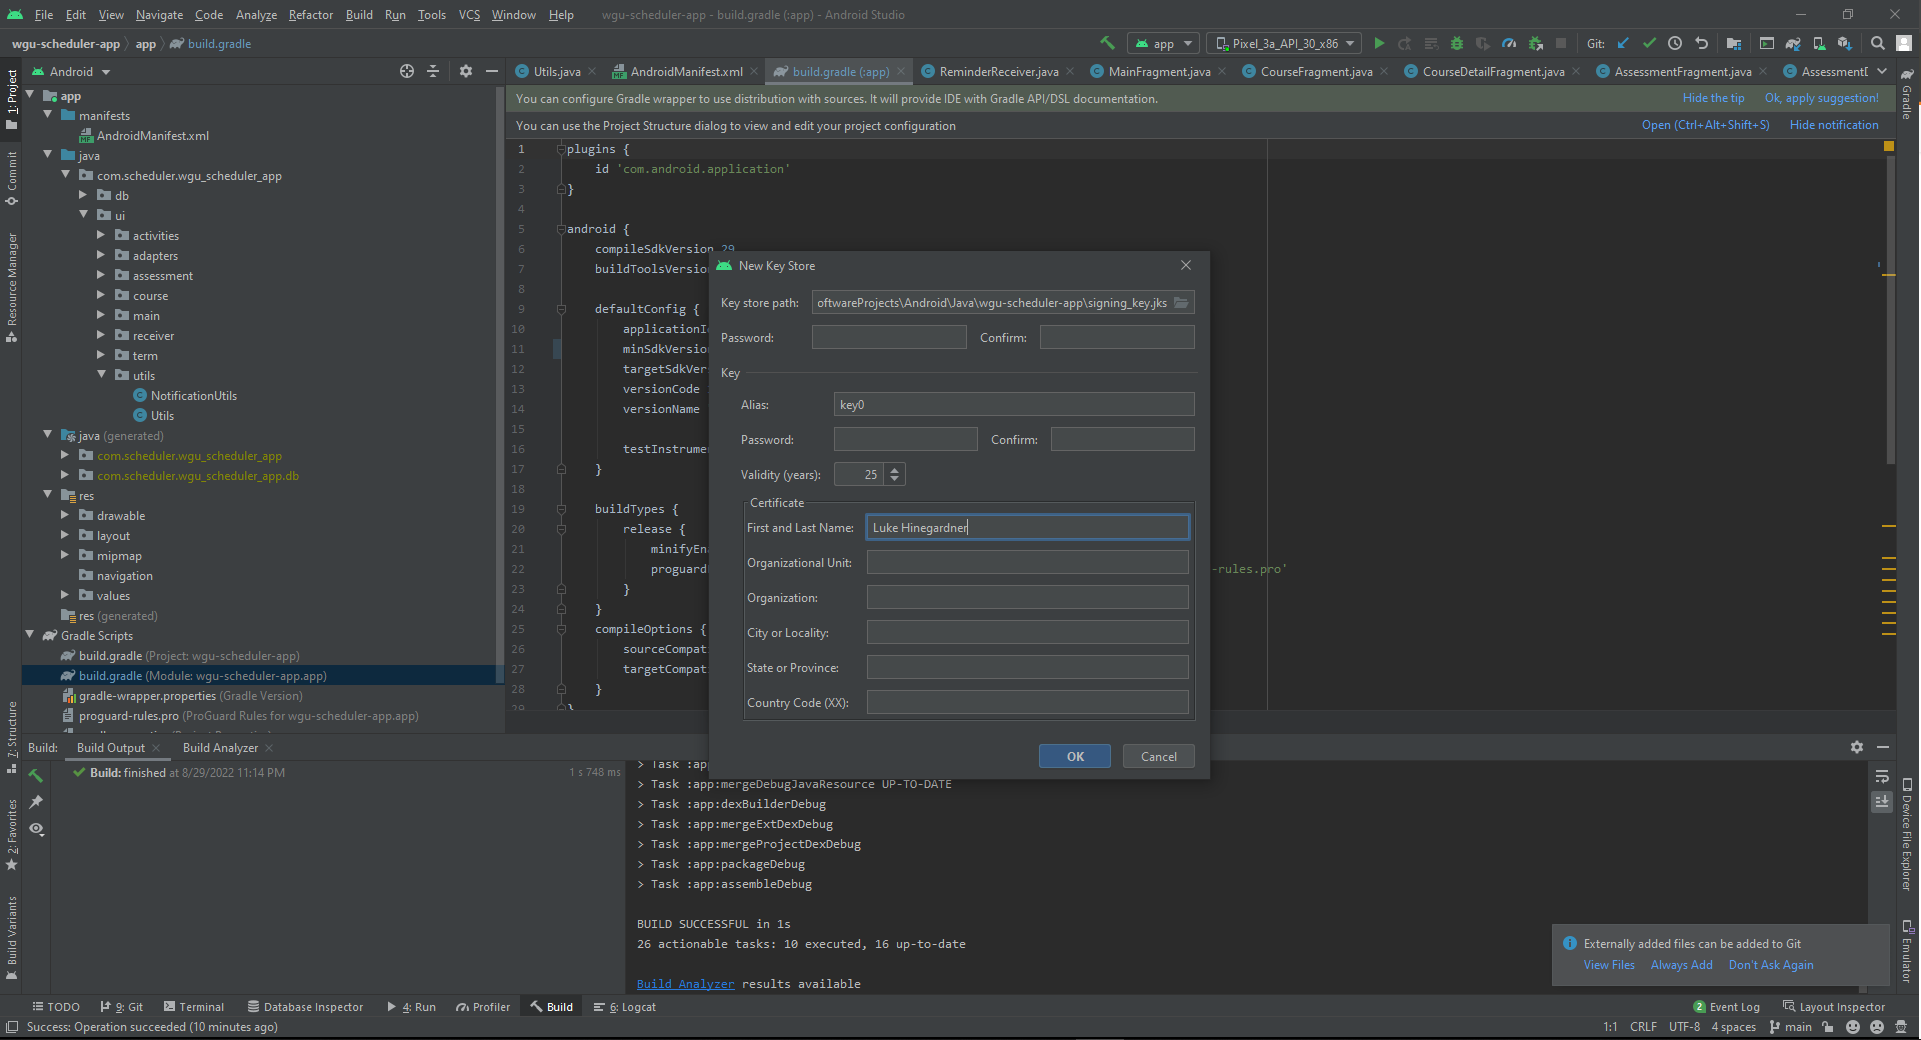 File Edit View Navigate Code Analyze Refactor Build Run Tools VCS Window Help wgu-scheduler-app - build.gradle (:app) - Android Studio
wgu-scheduler-app app build.gradle
app Pixel_3a_API_30_x86 Git:
Android
Utils.java AndroidManifest.xml build.gradle (:app) ReminderReceiver.java MainFragment.java CourseFragment.java CourseDetailFragment.java AssessmentFragment.java
You can configure Gradle wrapper to use distribution with sources. It will provide IDE with Gradle API/DSL documentation. Hide the tip Ok, apply suggestion!
You can use the Project Structure dialog to view and edit your project configuration Open (Ctrl+Alt+Shift+S) Hide notification
1: Project
Commit
Resource Manager
7: Structure
2: Favorites
Build Variants
app
manifests
AndroidManifest.xml
java
com.scheduler.wgu_scheduler_app
db
ui
activities
adapters
assessment
course
main
receiver
term
utils
NotificationUtils
Utils
java (generated)
com.scheduler.wgu_scheduler_app
com.scheduler.wgu_scheduler_app.db
res
drawable
layout
mipmap
navigation
values
res (generated)
Gradle Scripts
build.gradle (Project: wgu-scheduler-app)
build.gradle (Module: wgu-scheduler-app.app)
gradle-wrapper.properties (Gradle Version)
proguard-rules.pro (ProGuard Rules for wgu-scheduler-app.app)
1 plugins {
2 id 'com.android.application'
3 }
4
5 android {
6 compileSdkVersion 29
7 buildToolsVersio
8
9 defaultConfig {
10 applicationI
11 minSdkVersion
12 targetSdkVer
13 versionCode
14 versionName
15
16 testInstrume
17 }
18
19 buildTypes {
20 release {
21 minifyEna
22 proguard -rules.pro'
23 }
24 }
25 compileOptions {
26 sourceCompat
27 targetCompat
28 }
29 }
New Key Store
Key store path: oftwareProjects\Android\Java\wgu-scheduler-app\signing_key.jks
Password: Confirm:
Key
Alias: key0
Password: Confirm:
Validity (years): 25
Certificate
First and Last Name: Luke Hinegardner
Organizational Unit:
Organization:
City or Locality:
State or Province:
Country Code (XX):
OK Cancel
Gradle
Device File Explorer
Emulator
Build: Build Output Build Analyzer
Build: finished at 8/29/2022 11:14 PM 1 s 748 ms
> Task :app
> Task :app:mergeDebugJavaResource UP-TO-DATE
> Task :app:dexBuilderDebug
> Task :app:mergeExtDexDebug
> Task :app:mergeProjectDexDebug
> Task :app:packageDebug
> Task :app:assembleDebug
BUILD SUCCESSFUL in 1s
26 actionable tasks: 10 executed, 16 up-to-date
Build Analyzer results available
Externally added files can be added to Git
View Files Always Add Don't Ask Again
TODO 9: Git Terminal Database Inspector 4: Run Profiler Build 6: Logcat 2 Event Log Layout Inspector
Success: Operation succeeded (10 minutes ago) 1:1 CRLF UTF-8 4 spaces main